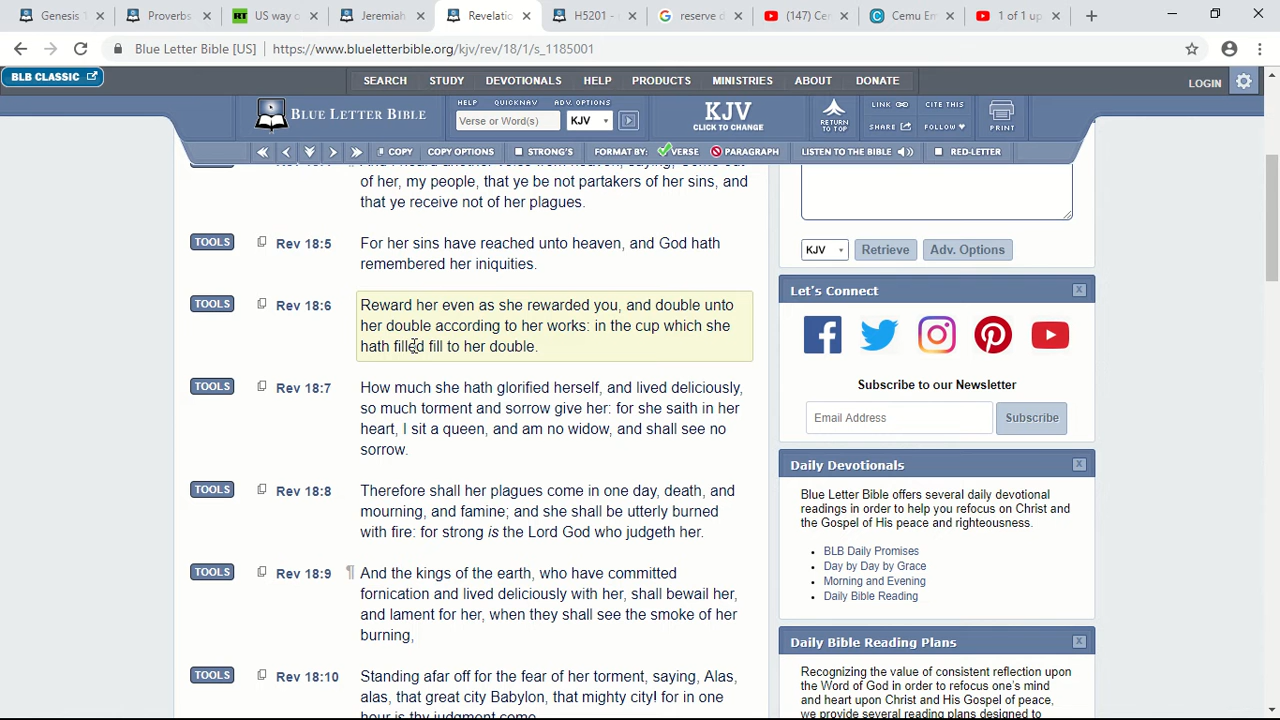 Genesis 1
Proverbs
US way o
Jeremiah
Revelatio
H5201 - s
reserve d
(147) Ce
Cemu En
1 of 1 up
Blue Letter Bible [US]
https://www.blueletterbible.org/kjv/rev/18/1/s_1185001
BLB CLASSIC
SEARCH STUDY DEVOTIONALS HELP PRODUCTS MINISTRIES ABOUT DONATE
LOGIN
BLUE LETTER BIBLE
HELP QUICKNAV ADV. OPTIONS
Verse or Word(s)
KJV
KJV
CLICK TO CHANGE
RETURN
TO TOP
LINK
CITE THIS
SHARE
FOLLOW
PRINT
COPY COPY OPTIONS STRONG'S FORMAT BY: VERSE PARAGRAPH LISTEN TO THE BIBLE RED-LETTER
of her, my people, that ye be not partakers of her sins, and
that ye receive not of her plagues.
TOOLS Rev 18:5 For her sins have reached unto heaven, and God hath
remembered her iniquities.
TOOLS Rev 18:6 Reward her even as she rewarded you, and double unto
her double according to her works: in the cup which she
hath filled fill to her double.
TOOLS Rev 18:7 How much she hath glorified herself, and lived deliciously,
so much torment and sorrow give her: for she saith in her
heart, I sit a queen, and am no widow, and shall see no
sorrow.
TOOLS Rev 18:8 Therefore shall her plagues come in one day, death, and
mourning, and famine; and she shall be utterly burned
with fire: for strong is the Lord God who judgeth her.
TOOLS Rev 18:9 ¶ And the kings of the earth, who have committed
fornication and lived deliciously with her, shall bewail her,
and lament for her, when they shall see the smoke of her
burning,
TOOLS Rev 18:10 Standing afar off for the fear of her torment, saying, Alas,
alas, that great city Babylon, that mighty city! for in one
hour is thy judgment come.
KJV Retrieve Adv. Options
Let's Connect
Subscribe to our Newsletter
Email Address Subscribe
Daily Devotionals
Blue Letter Bible offers several daily devotional
readings in order to help you refocus on Christ and
the Gospel of His peace and righteousness.
BLB Daily Promises
Day by Day by Grace
Morning and Evening
Daily Bible Reading
Daily Bible Reading Plans
Recognizing the value of consistent reflection upon
the Word of God in order to refocus one's mind
and heart upon Christ and His Gospel of peace,
we provide several reading plans designed to